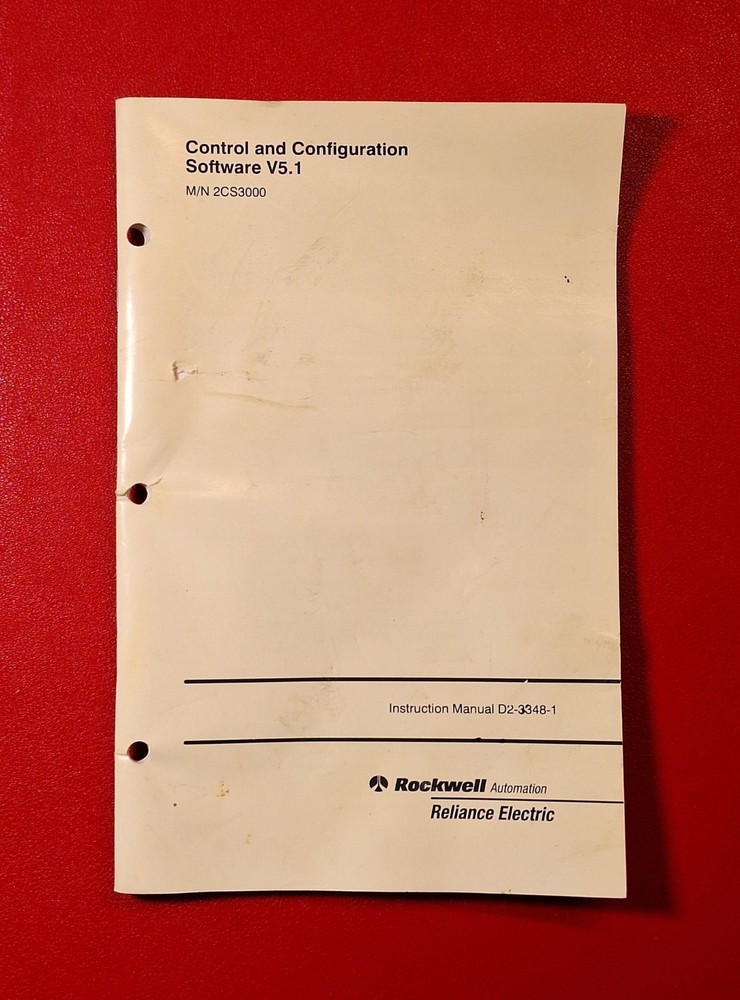 Control and Configuration
Software V5.1
M/N 2CS3000
Instruction Manual D2-3348-1
Rockwell Automation
Reliance Electric